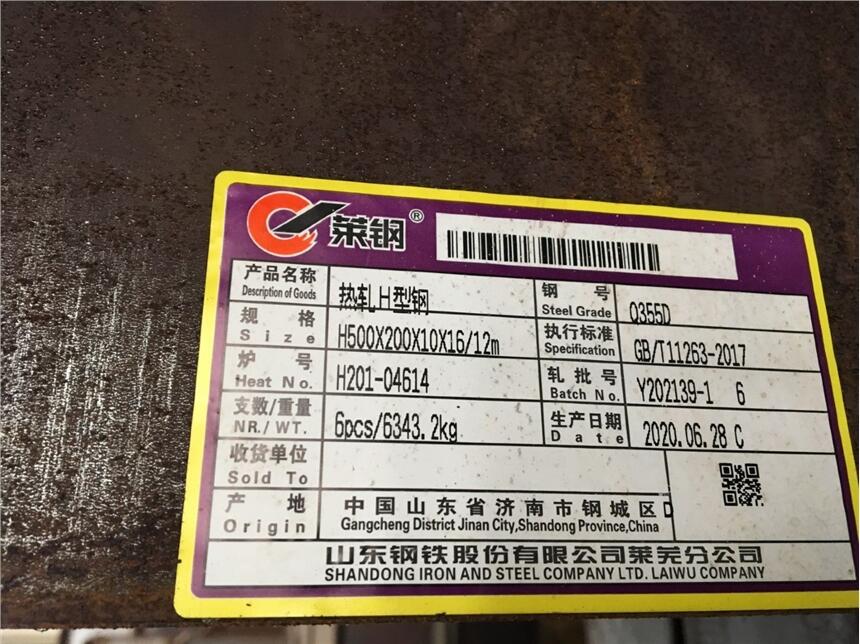 莱钢®
产品名称 热轧H型钢 钢号 Q355D
Description of Goods Steel Grade
规格 H500X200X10X16/12m 执行标准 GB/T11263-2017
Size Specification
炉号 H201-04614 轧批号 Y202139-1 6
Heat No. Batch No.
支数/重量 6pcs/6343.2kg 生产日期 2020.06.28 C
NR./WT. Date
收货单位
Sold To
产地 中国山东省济南市钢城区 D
Origin Gangcheng District Jinan City,Shandong Province,China
山东钢铁股份有限公司莱芜分公司
SHANDONG IRON AND STEEL COMPANY LTD. LAIWU COMPANY